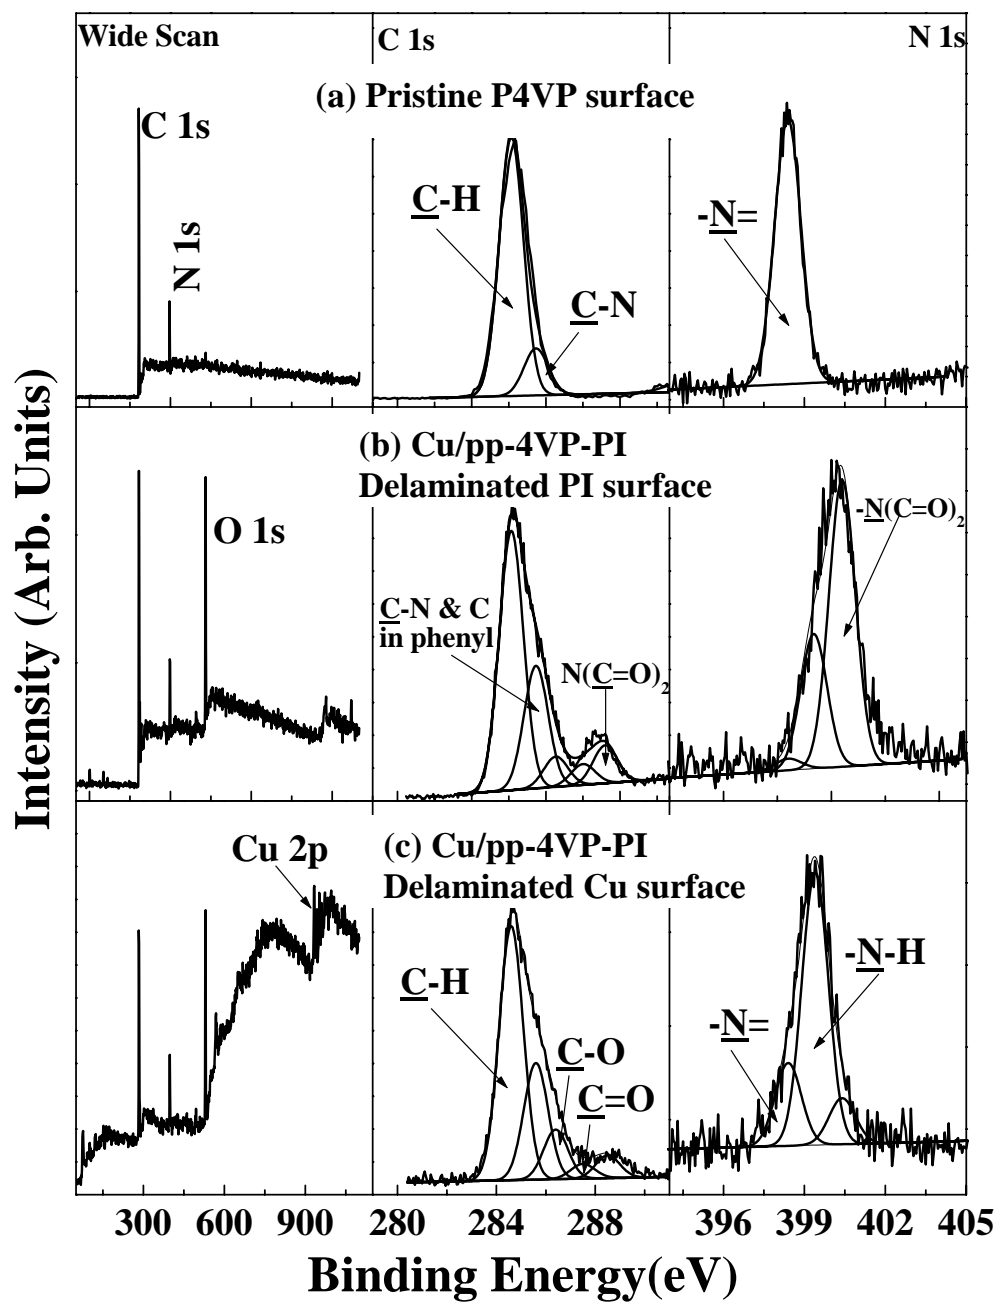 Wide Scan
C 1s
N 1s
(a) Pristine P4VP surface
C 1s
N 1s
C-H
C-N
-N=
(b) Cu/pp-4VP-PI
Delaminated PI surface
O 1s
C-N & C
in phenyl
N(C=O)2
-N(C=O)2
Cu 2p
(c) Cu/pp-4VP-PI
Delaminated Cu surface
C-H
C-O
C=O
-N=
-N-H
Intensity (Arb. Units)
300 600 900 280 284 288 396 399 402 405
Binding Energy(eV)